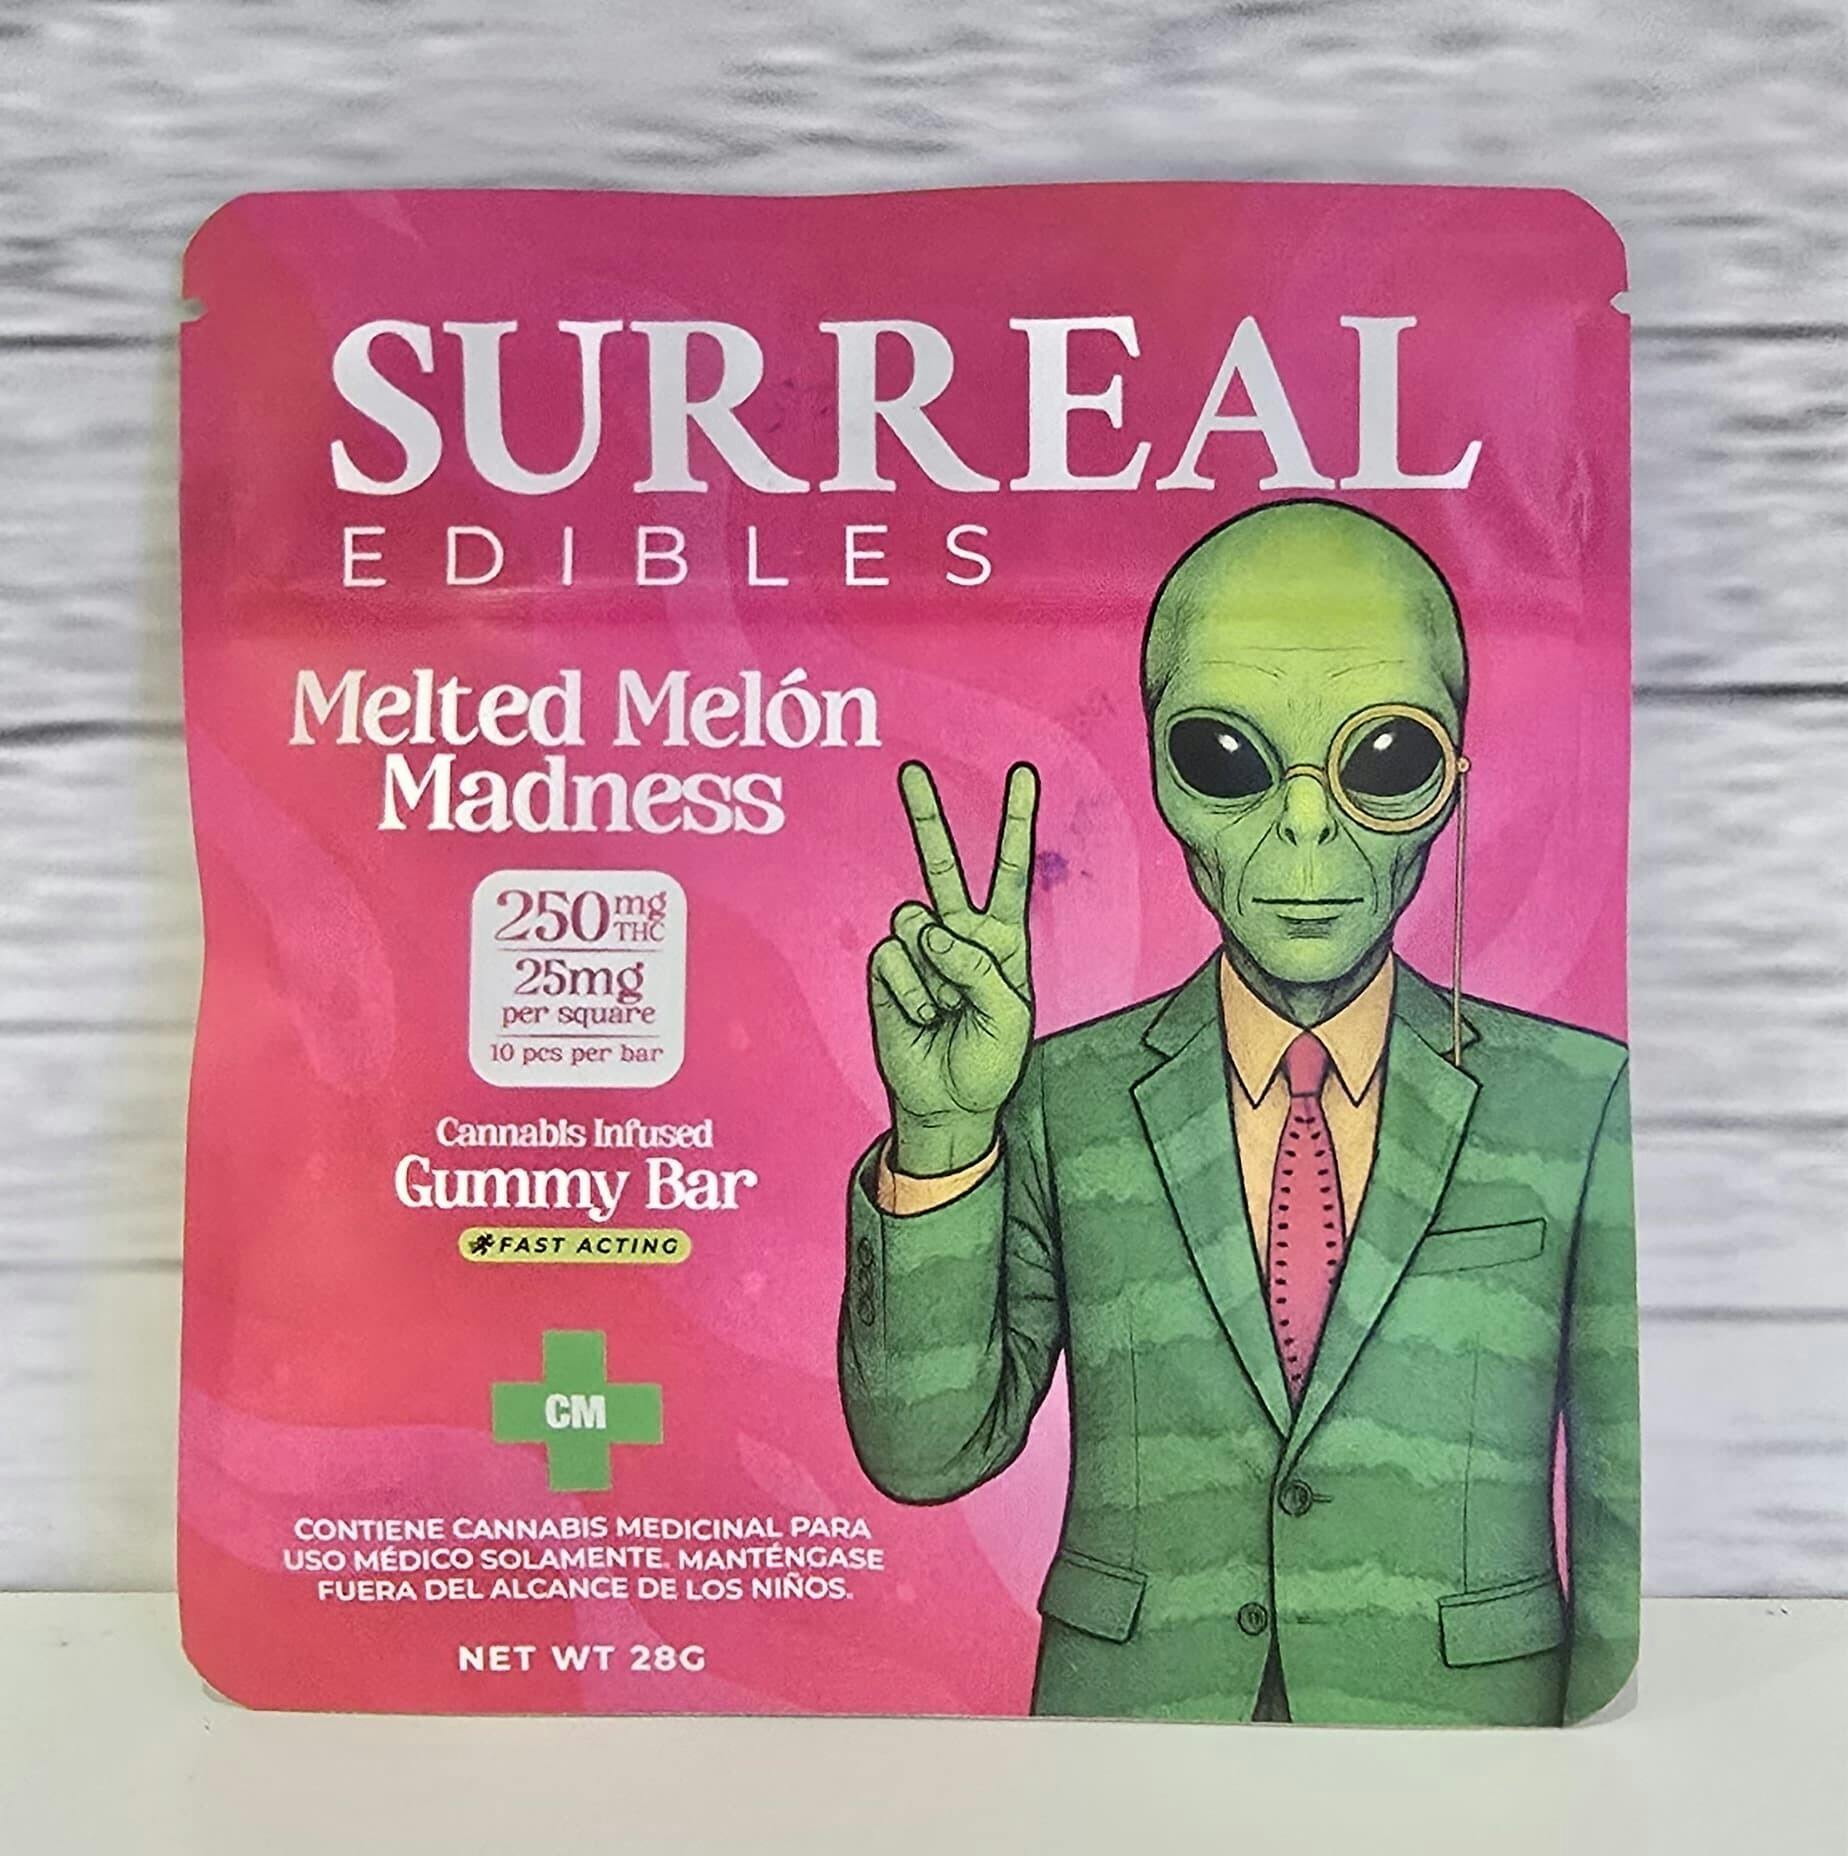 SURREAL
EDIBLES
Melted Melón
Madness
250mg THC
25mg
per square
10 pcs per bar
Cannabis Infused
Gummy Bar
FAST ACTING
CM
CONTIENE CANNABIS MEDICINAL PARA
USO MÉDICO SOLAMENTE. MANTÉNGASE
FUERA DEL ALCANCE DE LOS NIÑOS.
NET WT 28G